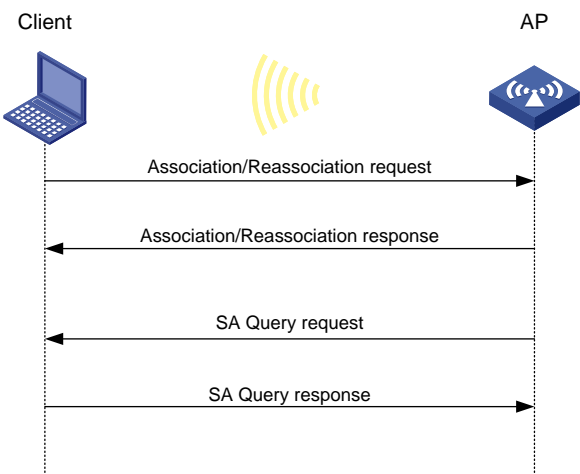 Client
AP
Association/Reassociation request
Association/Reassociation response
SA Query request
SA Query response